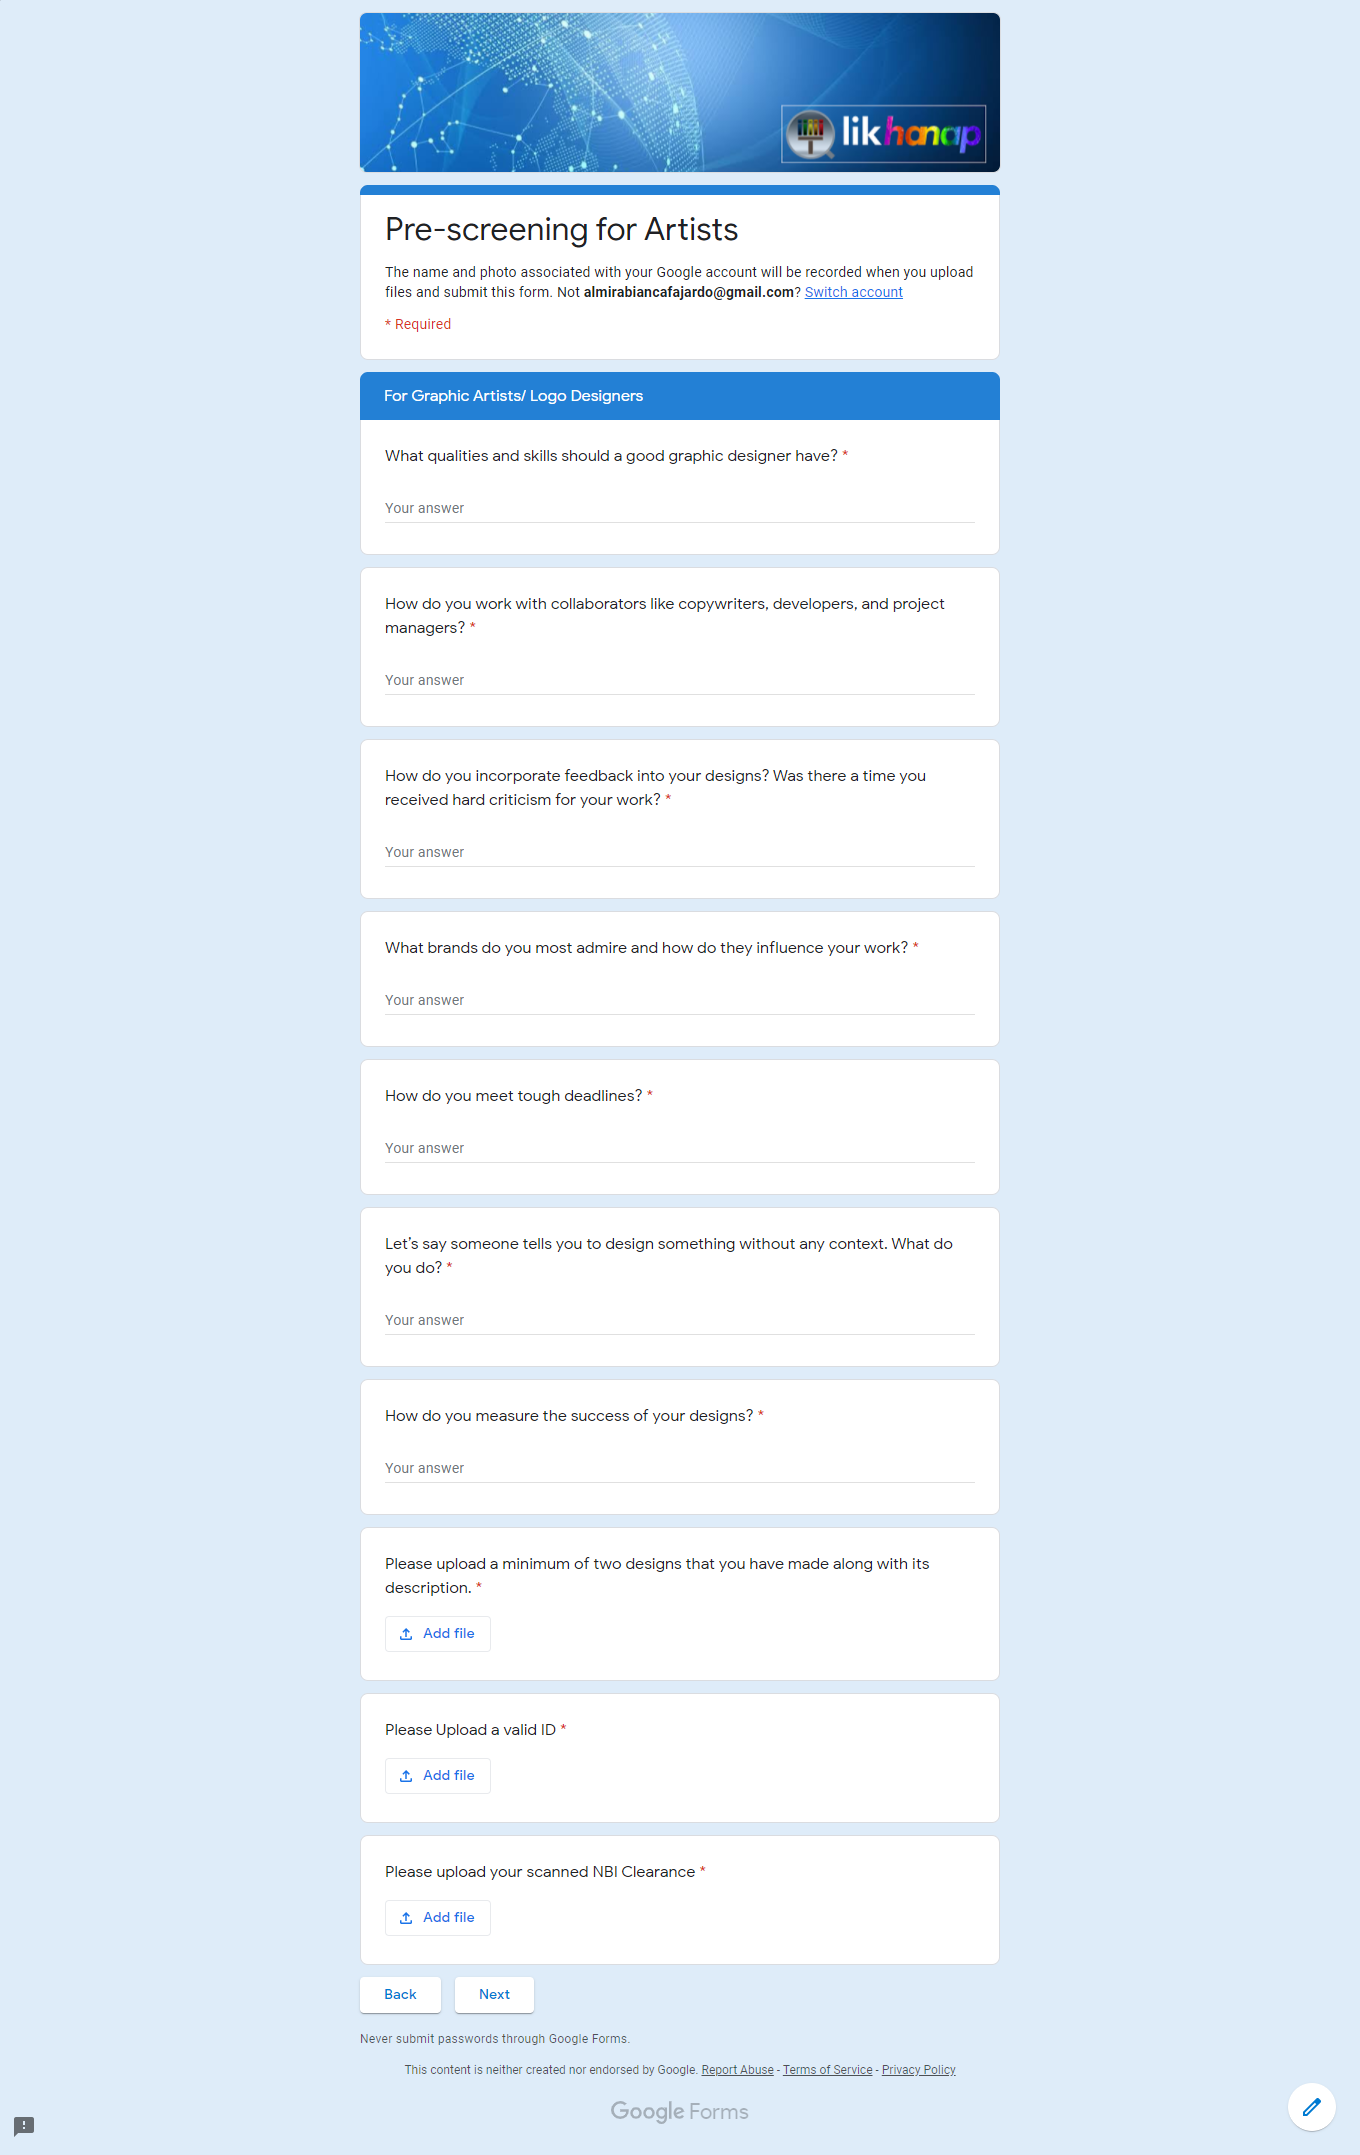 likhanap
Pre-screening for Artists
The name and photo associated with your Google account will be recorded when you upload
files and submit this form. Not almirabiancafajardo@gmail.com? Switch account
* Required
For Graphic Artists/ Logo Designers
What qualities and skills should a good graphic designer have? *
Your answer
How do you work with collaborators like copywriters, developers, and project
managers? *
Your answer
How do you incorporate feedback into your designs? Was there a time you
received hard criticism for your work? *
Your answer
What brands do you most admire and how do they influence your work? *
Your answer
How do you meet tough deadlines? *
Your answer
Let’s say someone tells you to design something without any context. What do
you do? *
Your answer
How do you measure the success of your designs? *
Your answer
Please upload a minimum of two designs that you have made along with its
description. *
Add file
Please Upload a valid ID *
Add file
Please upload your scanned NBI Clearance *
Add file
Back Next
Never submit passwords through Google Forms.
This content is neither created nor endorsed by Google. Report Abuse - Terms of Service - Privacy Policy
Google Forms